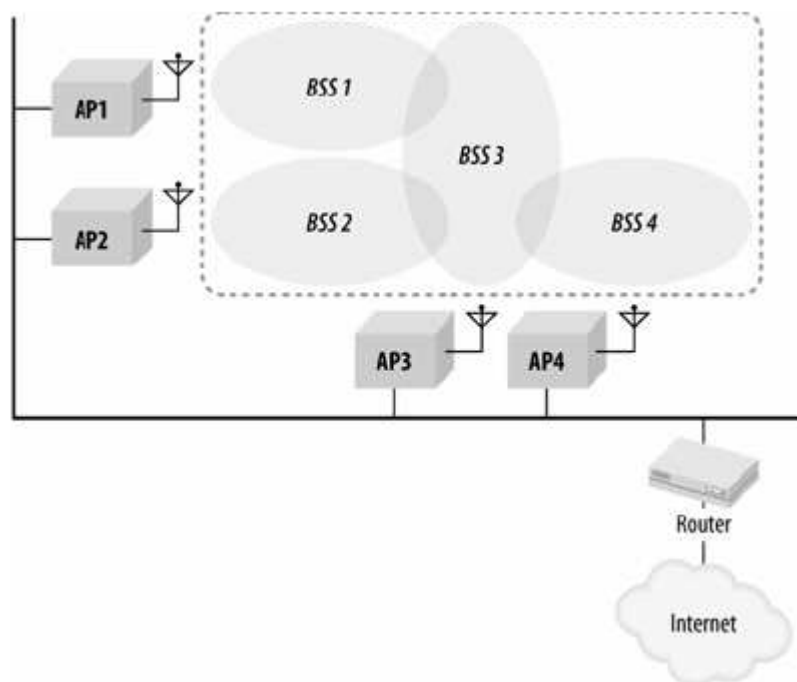 AP1
BSS 1
BSS 3
AP2
BSS 2
BSS 4
AP3
AP4
Router
Internet